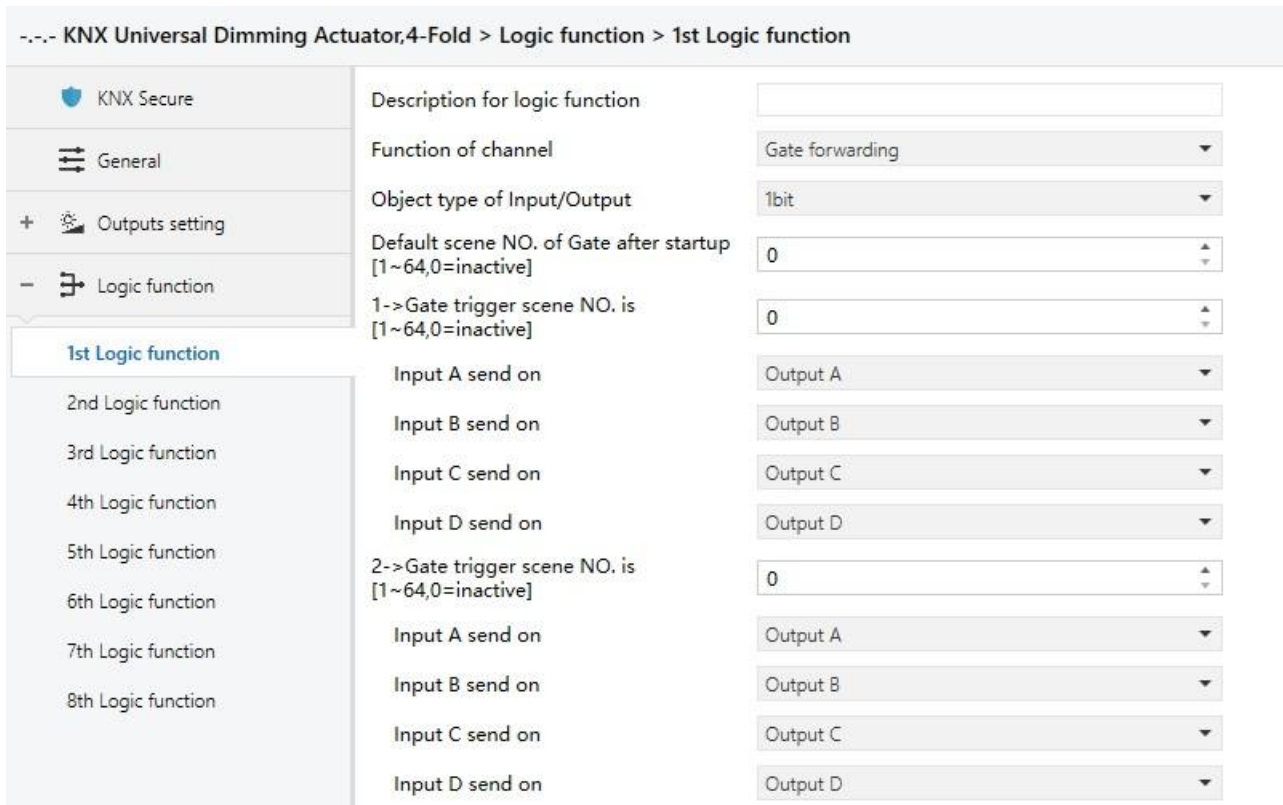 -.-.- KNX Universal Dimming Actuator,4-Fold > Logic function > 1st Logic function
KNX Secure
General
+ Outputs setting
− Logic function
1st Logic function
2nd Logic function
3rd Logic function
4th Logic function
5th Logic function
6th Logic function
7th Logic function
8th Logic function
Description for logic function
Function of channel Gate forwarding
Object type of Input/Output 1bit
Default scene NO. of Gate after startup
[1~64,0=inactive] 0
1->Gate trigger scene NO. is
[1~64,0=inactive] 0
Input A send on Output A
Input B send on Output B
Input C send on Output C
Input D send on Output D
2->Gate trigger scene NO. is
[1~64,0=inactive] 0
Input A send on Output A
Input B send on Output B
Input C send on Output C
Input D send on Output D